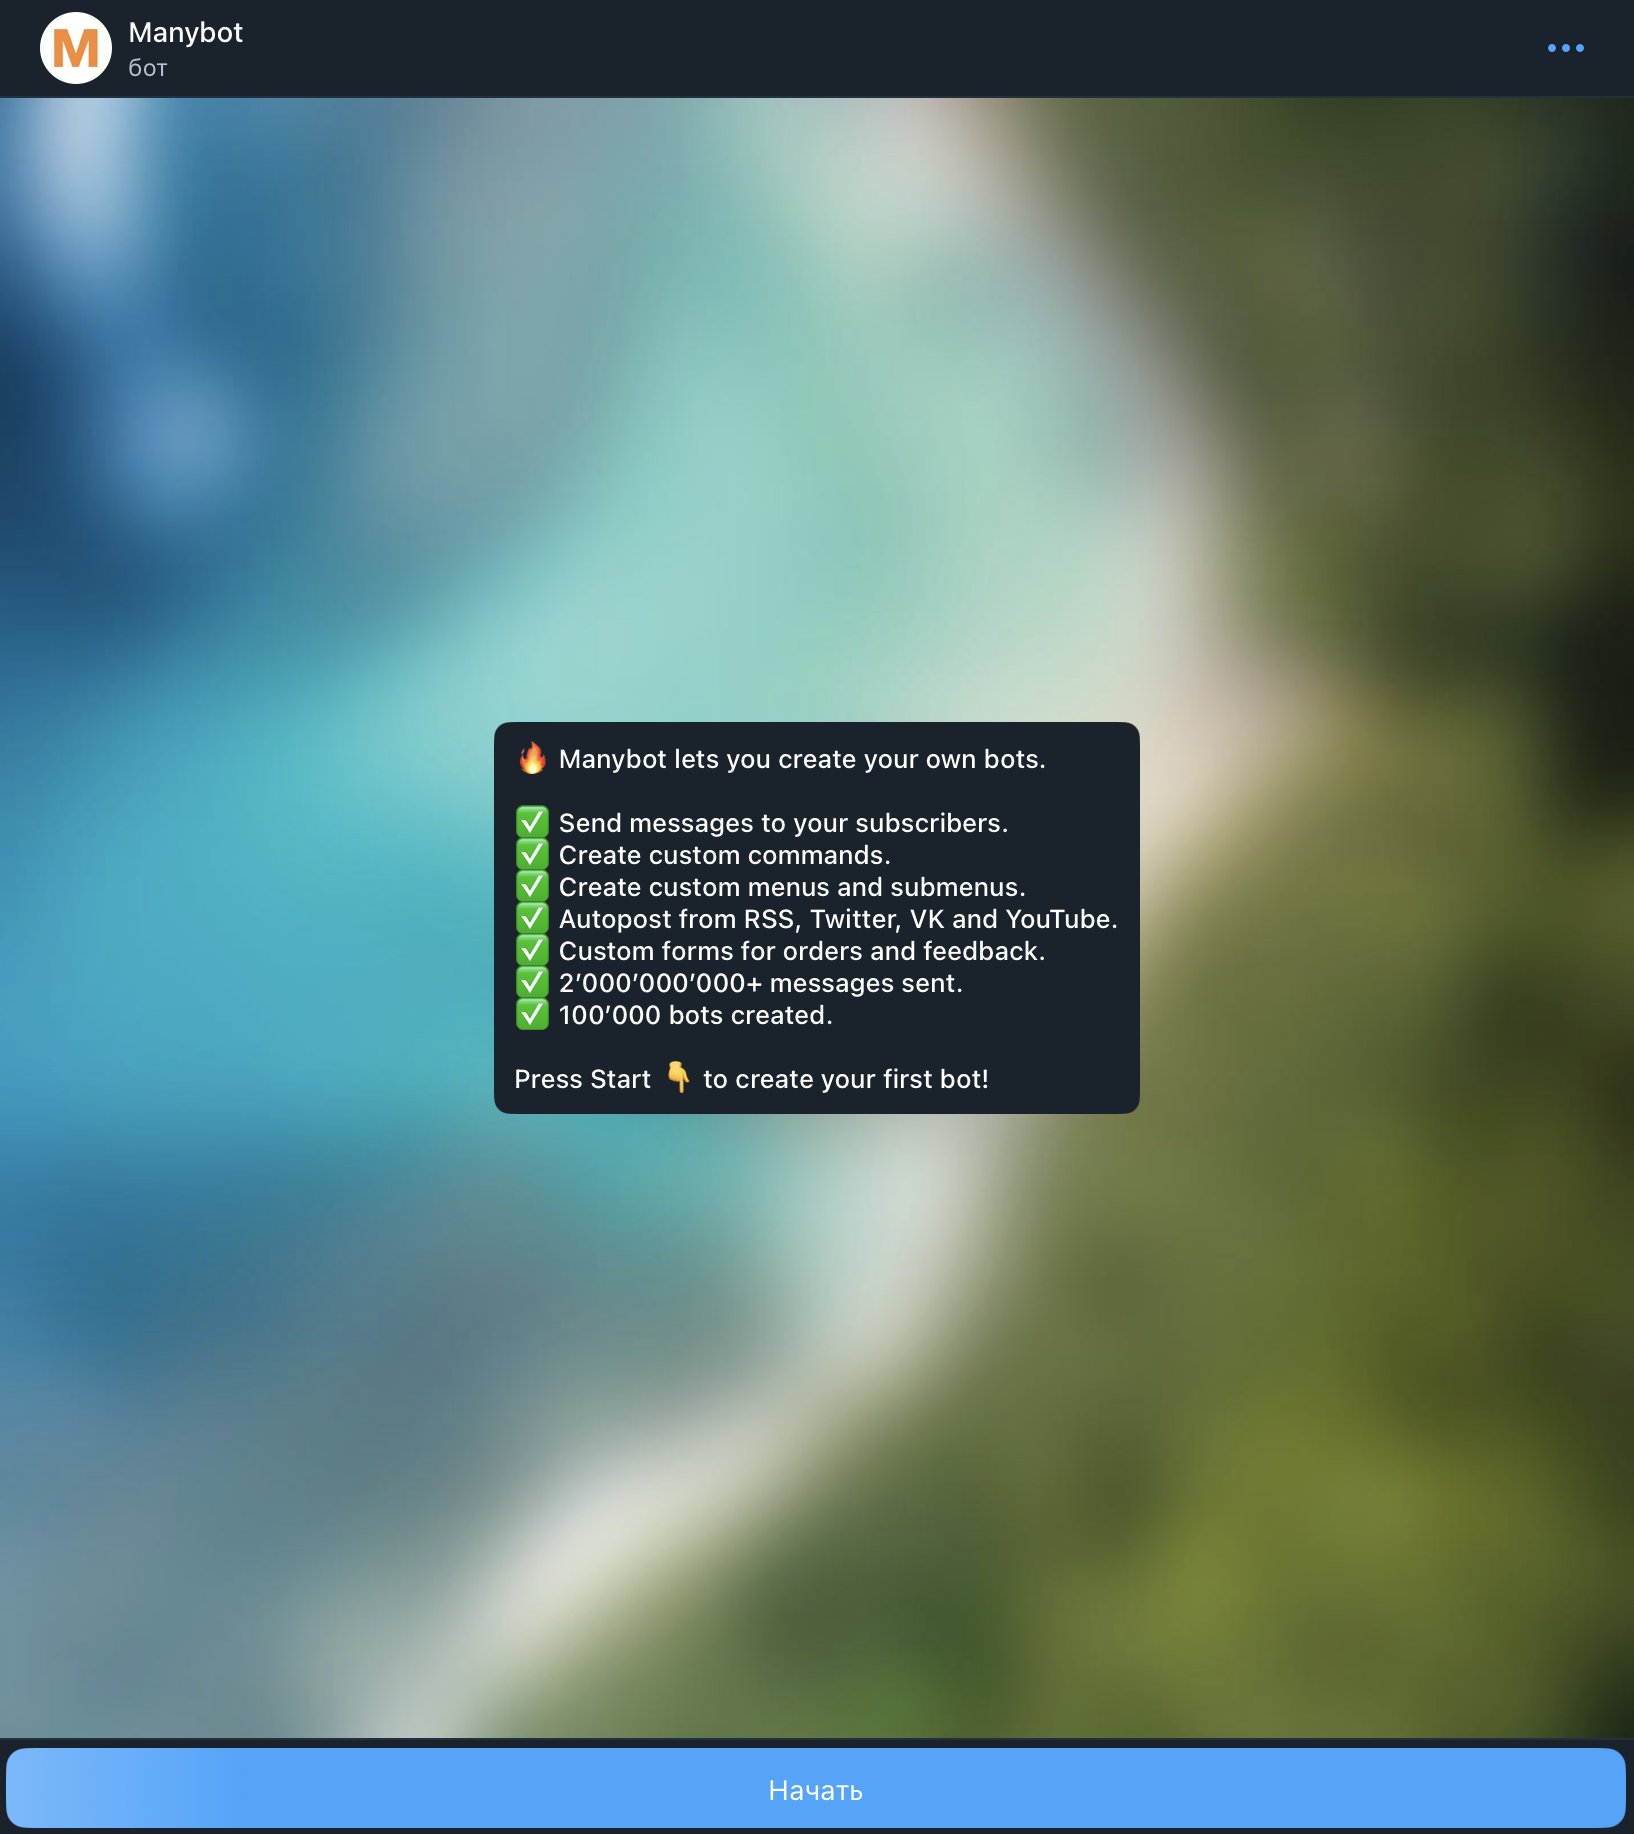 M
Manybot
бот
🔥 Manybot lets you create your own bots.
✅ Send messages to your subscribers.
✅ Create custom commands.
✅ Create custom menus and submenus.
✅ Autopost from RSS, Twitter, VK and YouTube.
✅ Custom forms for orders and feedback.
✅ 2’000’000’000+ messages sent.
✅ 100’000 bots created.
Press Start 👇 to create your first bot!
Начать